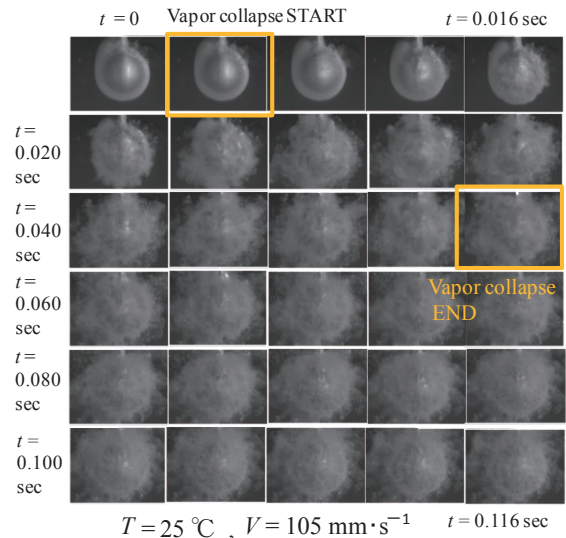 t = 0
Vapor collapse START
t = 0.016 sec
t =
0.020
sec
t =
0.040
sec
Vapor collapse
END
t =
0.060
sec
t =
0.080
sec
t =
0.100
sec
T = 25 ℃ , V = 105 mm·s⁻¹
t = 0.116 sec